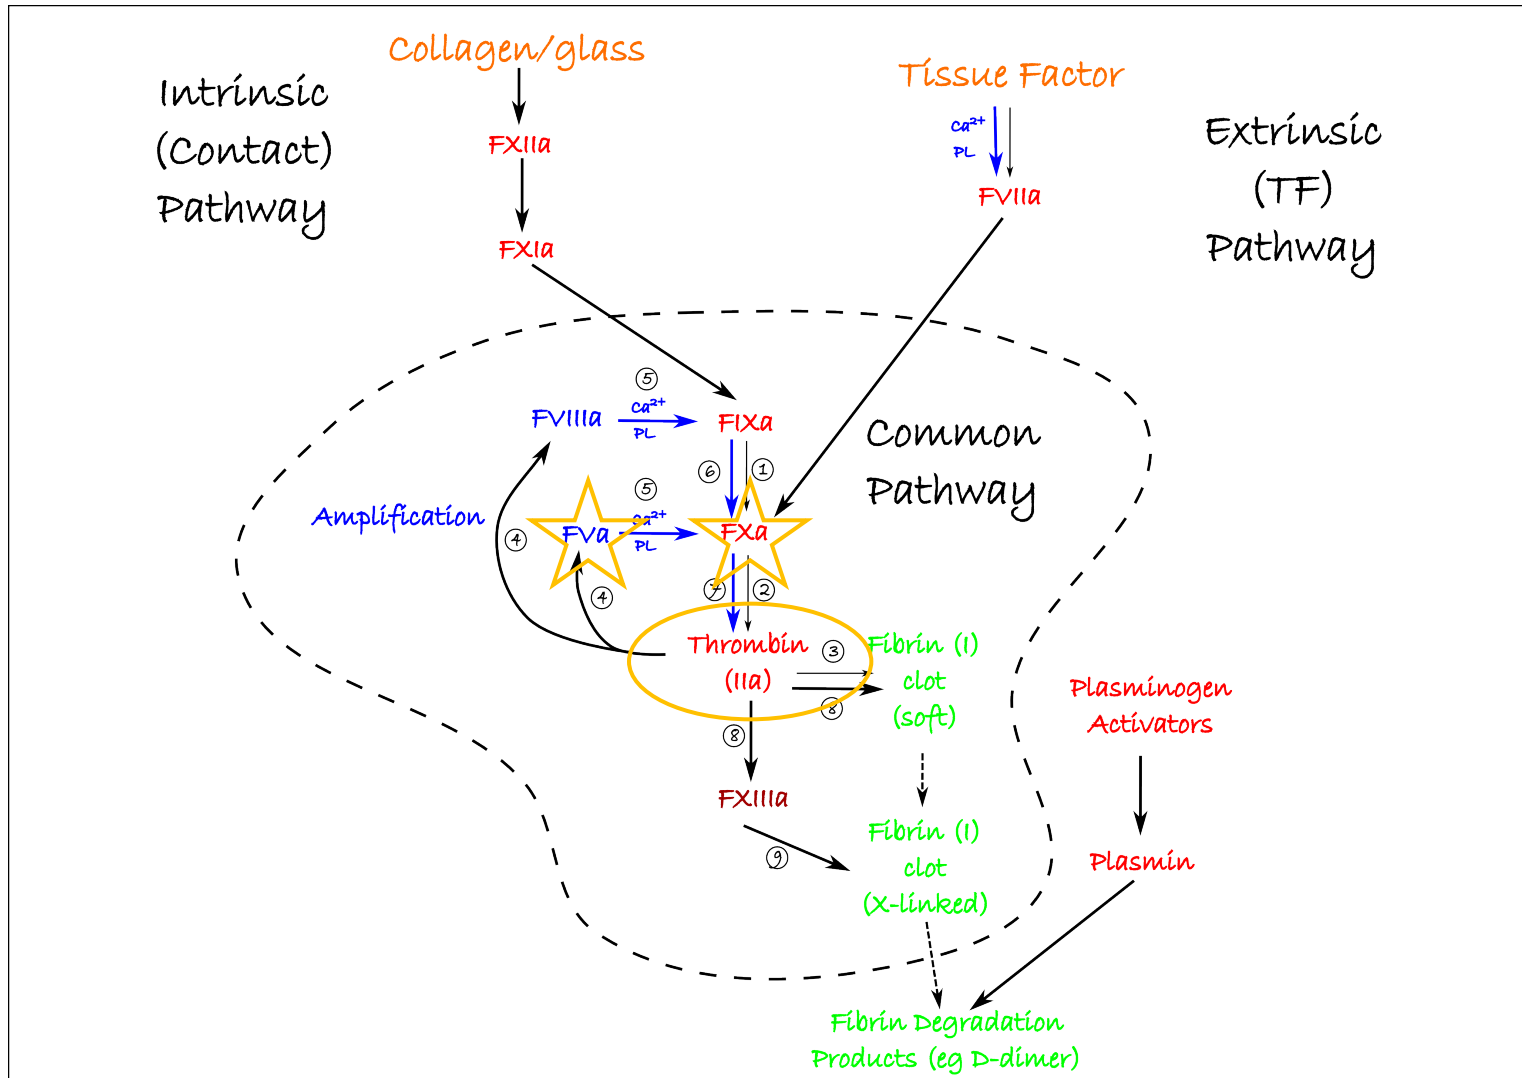 Collagen/glass
Tissue Factor
Intrinsic
(Contact)
Pathway
Extrinsic
(TF)
Pathway
Ca²⁺
PL
FXIIa
FVIIa
FXIa
5
FVIIIa
Ca²⁺
PL
FIXa
Common
Pathway
6
1
Amplification
4
5
FVa
Ca²⁺
PL
FXa
4
7
2
Thrombin
(IIa)
3
8
Fibrin (I)
clot
(soft)
Plasminogen
Activators
8
FXIIIa
9
Fibrin (I)
clot
(X-linked)
Plasmin
Fibrin Degradation
Products (eg D-dimer)